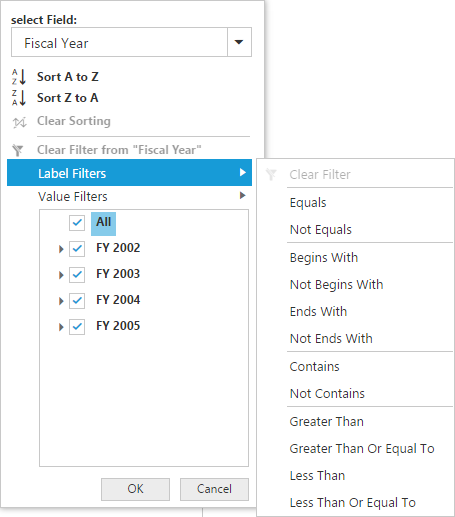 select Field:
Fiscal Year
Sort A to Z
Sort Z to A
Clear Sorting
Clear Filter from "Fiscal Year"
Label Filters
Value Filters
All
FY 2002
FY 2003
FY 2004
FY 2005
OK Cancel
Clear Filter
Equals
Not Equals
Begins With
Not Begins With
Ends With
Not Ends With
Contains
Not Contains
Greater Than
Greater Than Or Equal To
Less Than
Less Than Or Equal To